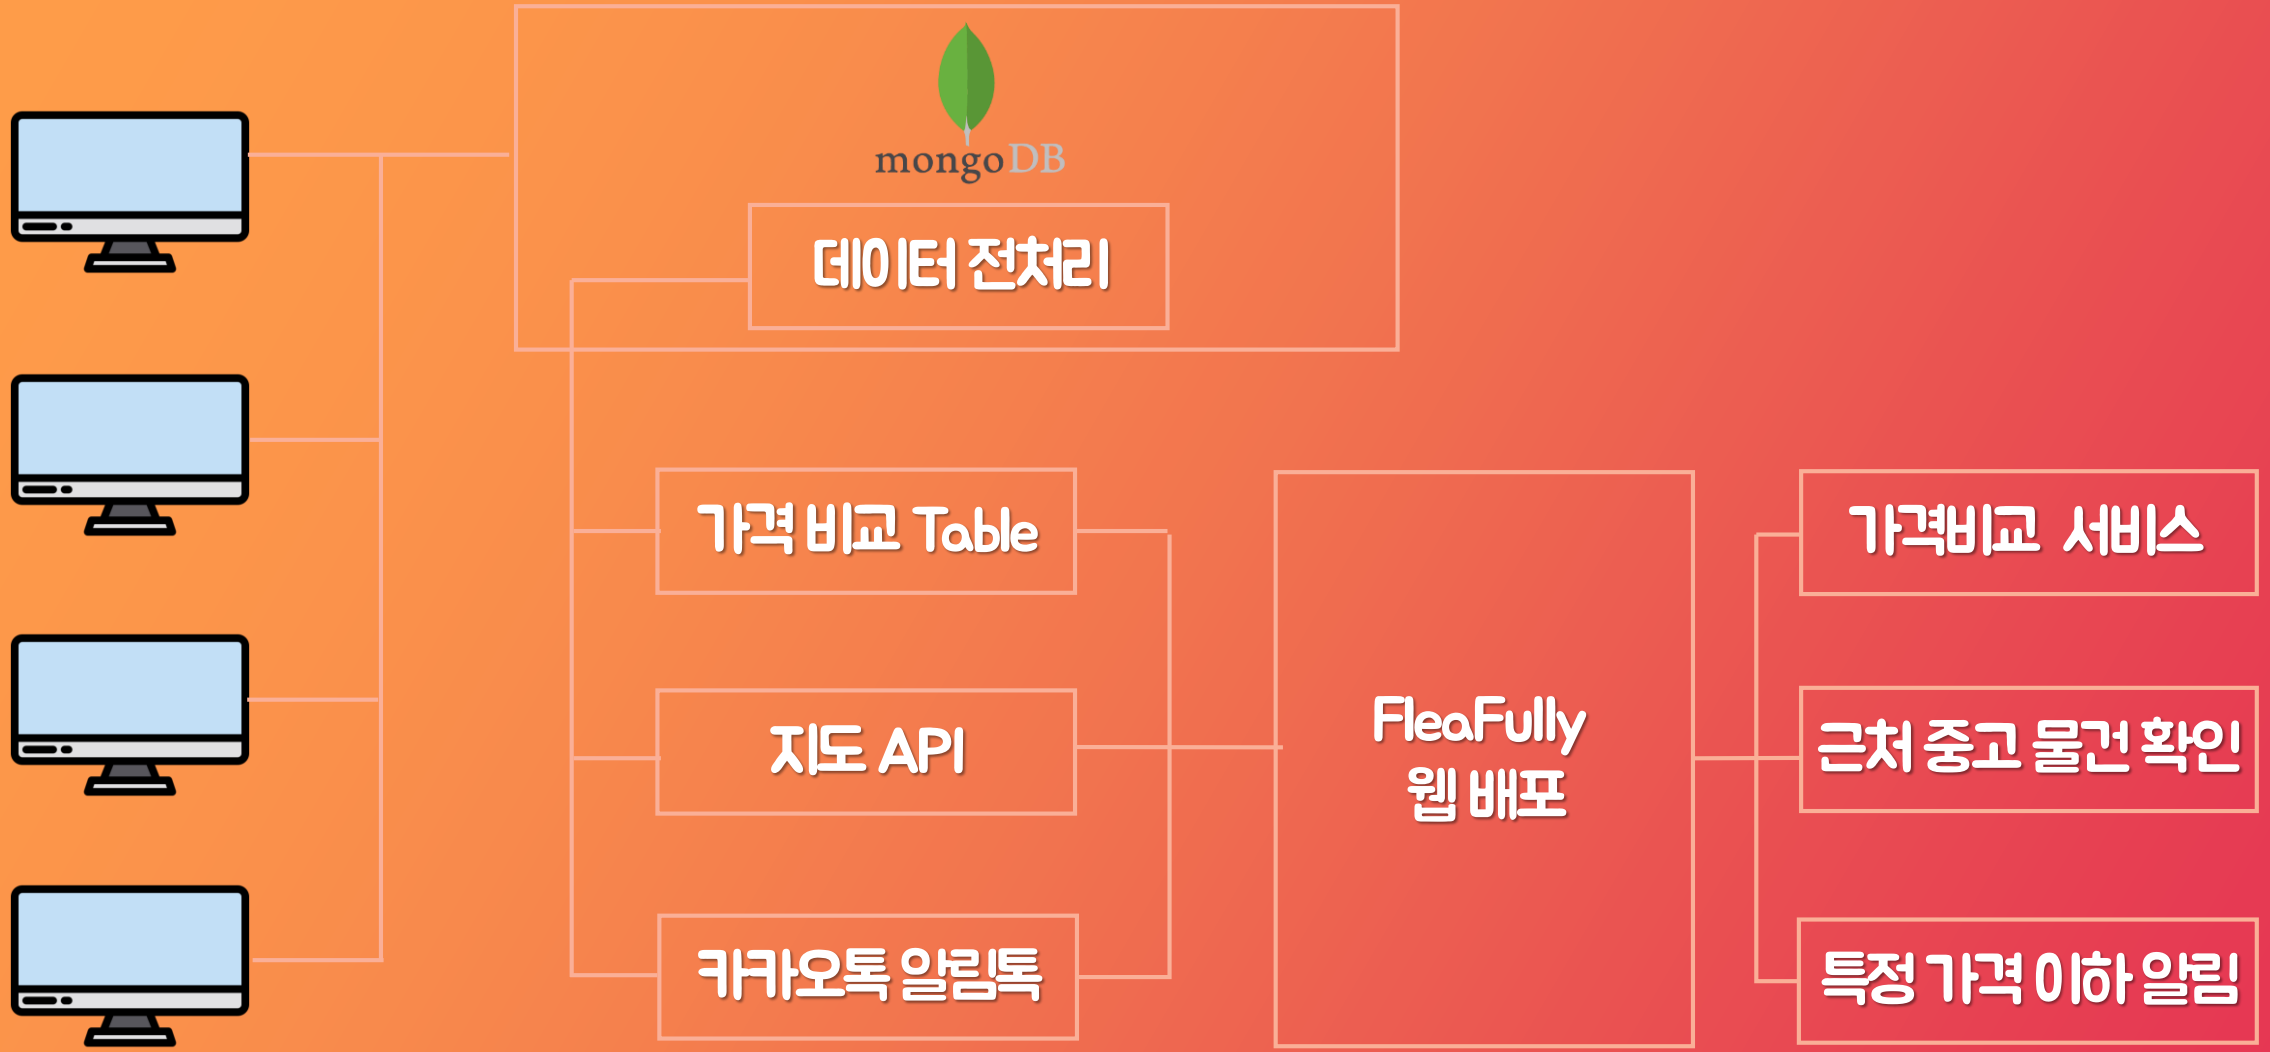 mongoDB
데이터 전처리
가격 비교 Table
지도 API
카카오톡 알림톡
FleaFully
웹 배포
가격비교 서비스
근처 중고 물건 확인
특정 가격 이하 알림